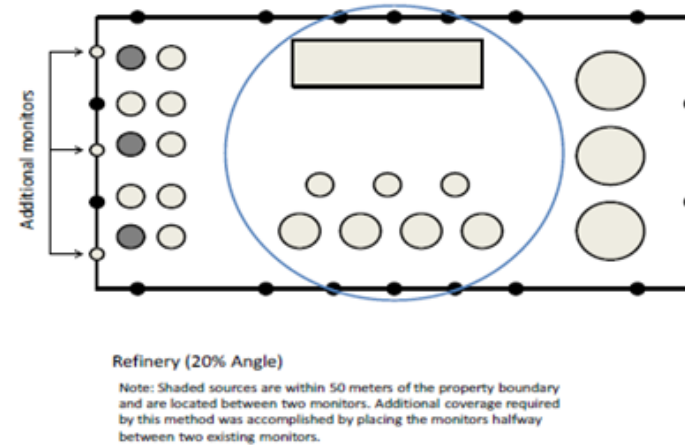 Additional monitors
Refinery (20% Angle)
Note: Shaded sources are within 50 meters of the property boundary
and are located between two monitors. Additional coverage required
by this method was accomplished by placing the monitors halfway
between two existing monitors.